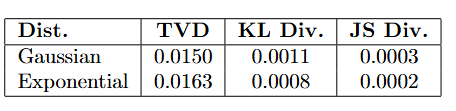 Dist. TVD KL Div. JS Div.
Gaussian 0.0150 0.0011 0.0003
Exponential 0.0163 0.0008 0.0002